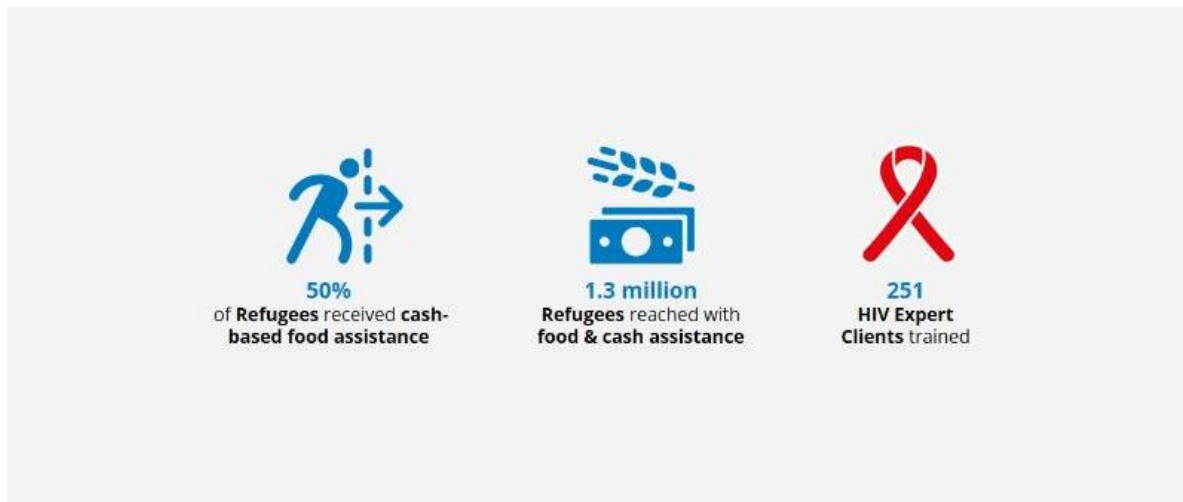 50%
of Refugees received cash-
based food assistance
1.3 million
Refugees reached with
food & cash assistance
251
HIV Expert
Clients trained